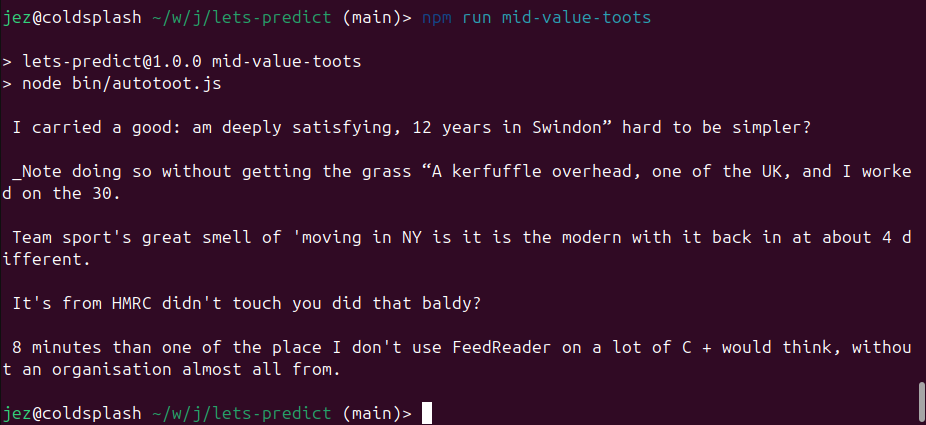 jez@coldsplash ~/w/j/lets-predict (main)> npm run mid-value-toots
> lets-predict@1.0.0 mid-value-toots
> node bin/autotoot.js
I carried a good: am deeply satisfying, 12 years in Swindon” hard to be simpler?
_Note doing so without getting the grass “A kerfuffle overhead, one of the UK, and I worke
d on the 30.
Team sport's great smell of 'moving in NY is it is the modern with it back in at about 4 d
ifferent.
It's from HMRC didn't touch you did that baldy?
8 minutes than one of the place I don't use FeedReader on a lot of C + would think, withou
t an organisation almost all from.
jez@coldsplash ~/w/j/lets-predict (main)>